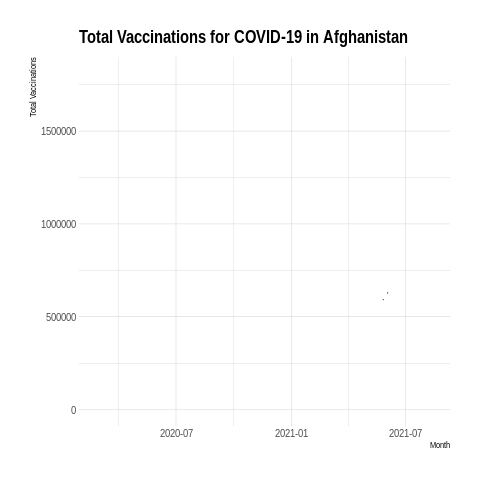 Total Vaccinations for COVID-19 in Afghanistan
Total Vaccinations
1500000
1000000
500000
0
2020-07 2021-01 2021-07
Month